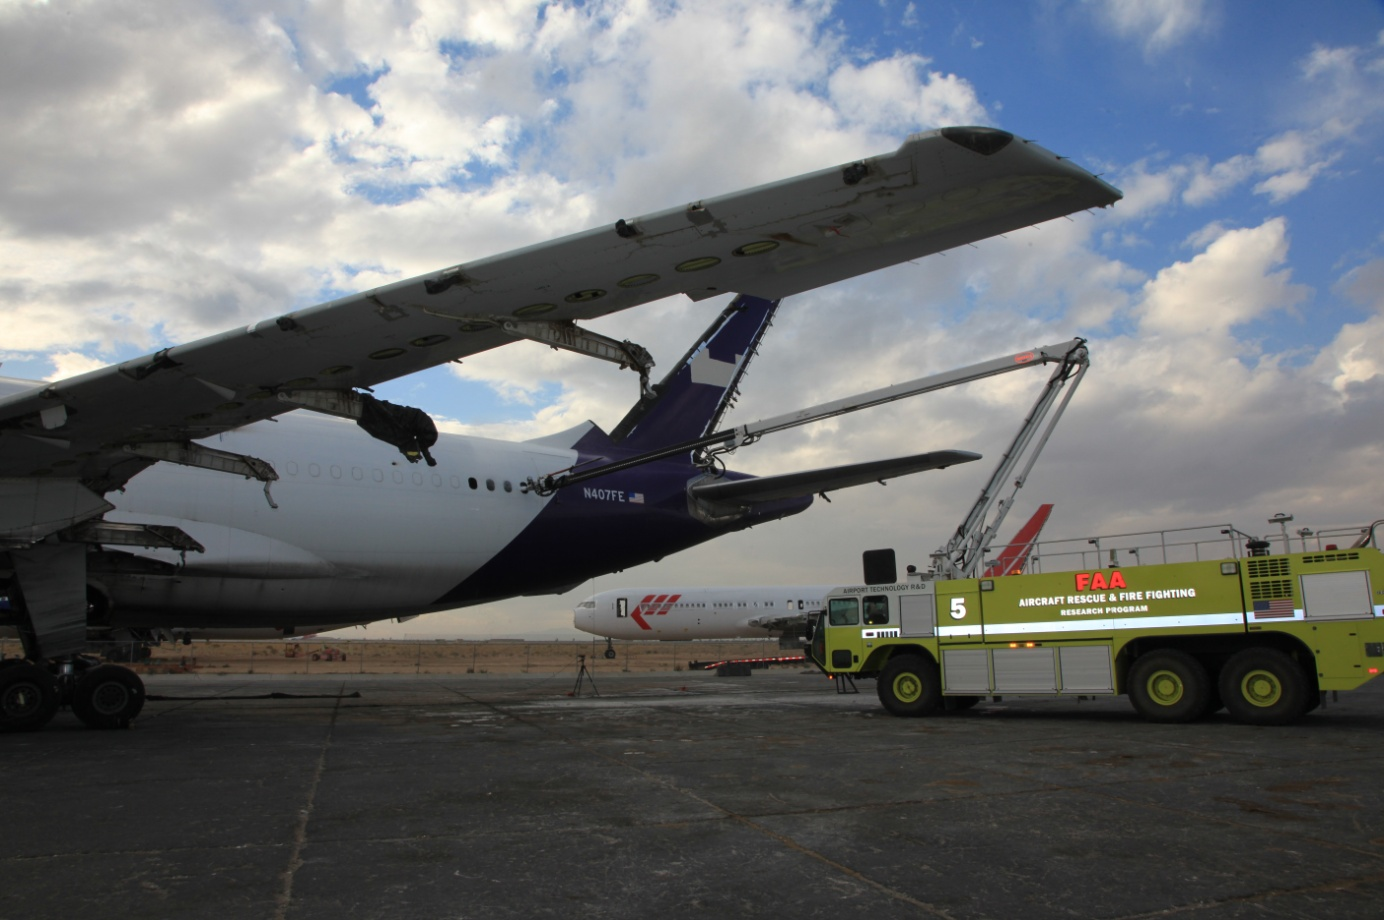 N407FE
AIRPORT TECHNOLOGY R&D
5
FAA
AIRCRAFT RESCUE & FIRE FIGHTING
RESEARCH PROGRAM